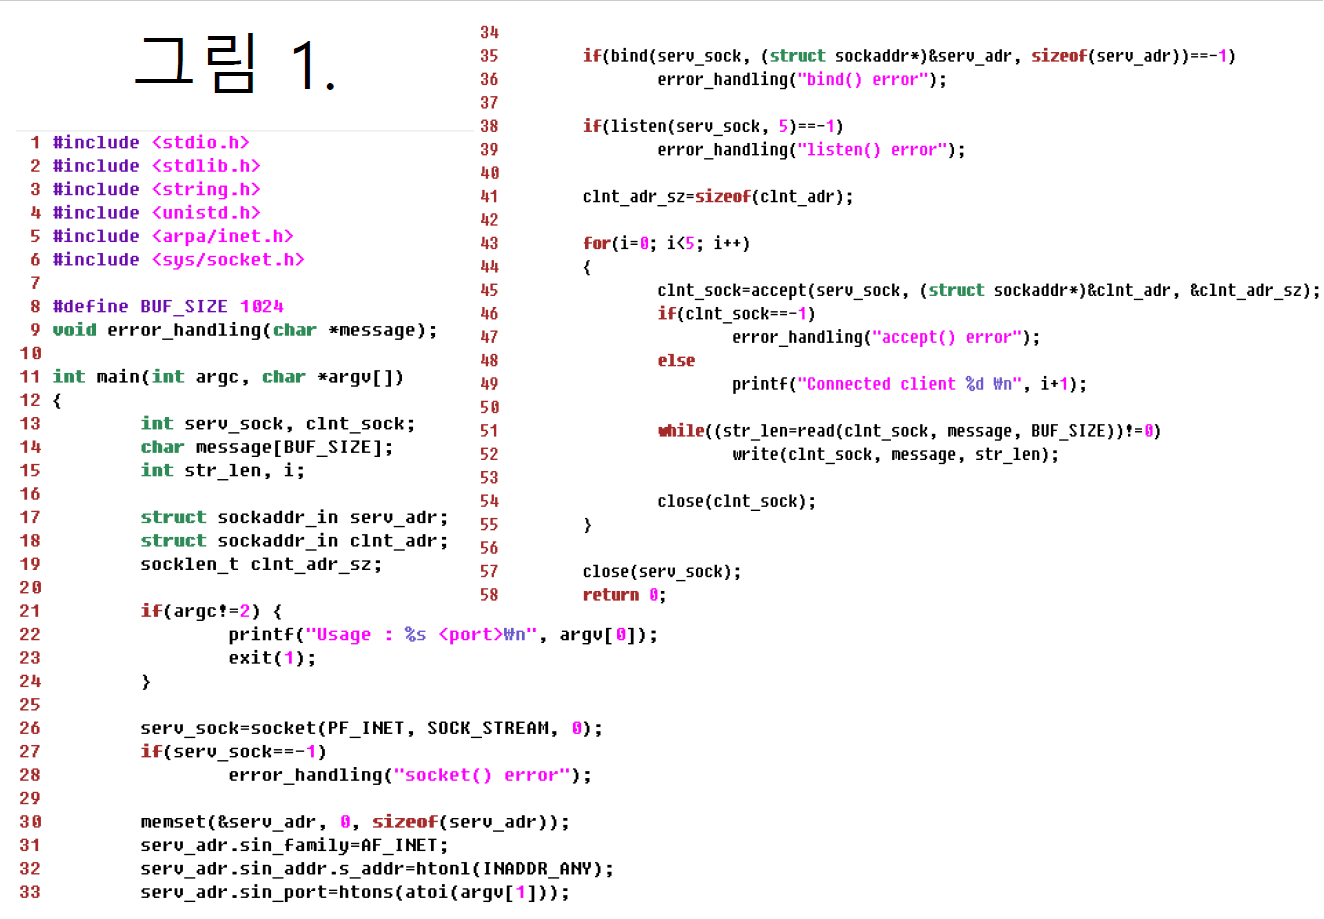 그림 1.
1 #include <stdio.h>
2 #include <stdlib.h>
3 #include <string.h>
4 #include <unistd.h>
5 #include <arpa/inet.h>
6 #include <sys/socket.h>
7
8 #define BUF_SIZE 1024
9 void error_handling(char *message);
10
11 int main(int argc, char *argv[])
12 {
13 int serv_sock, clnt_sock;
14 char message[BUF_SIZE];
15 int str_len, i;
16
17 struct sockaddr_in serv_adr;
18 struct sockaddr_in clnt_adr;
19 socklen_t clnt_adr_sz;
20
21 if(argc!=2) {
22 printf("Usage : %s <port>₩n", argv[0]);
23 exit(1);
24 }
25
26 serv_sock=socket(PF_INET, SOCK_STREAM, 0);
27 if(serv_sock==-1)
28 error_handling("socket() error");
29
30 memset(&serv_adr, 0, sizeof(serv_adr));
31 serv_adr.sin_family=AF_INET;
32 serv_adr.sin_addr.s_addr=htonl(INADDR_ANY);
33 serv_adr.sin_port=htons(atoi(argv[1]));
34
35 if(bind(serv_sock, (struct sockaddr*)&serv_adr, sizeof(serv_adr))==-1)
36 error_handling("bind() error");
37
38 if(listen(serv_sock, 5)==-1)
39 error_handling("listen() error");
40
41 clnt_adr_sz=sizeof(clnt_adr);
42
43 for(i=0; i<5; i++)
44 {
45 clnt_sock=accept(serv_sock, (struct sockaddr*)&clnt_adr, &clnt_adr_sz);
46 if(clnt_sock==-1)
47 error_handling("accept() error");
48 else
49 printf("Connected client %d ₩n", i+1);
50
51 while((str_len=read(clnt_sock, message, BUF_SIZE))!=0)
52 write(clnt_sock, message, str_len);
53
54 close(clnt_sock);
55 }
56
57 close(serv_sock);
58 return 0;